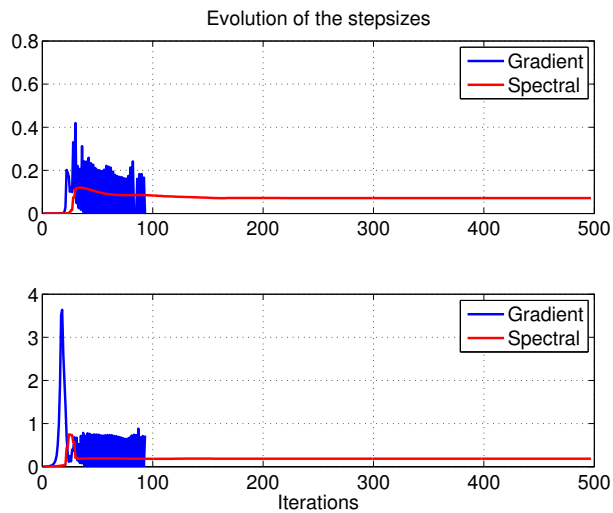 Evolution of the stepsizes
0.8
0.6
0.4
0.2
0
0 100 200 300 400 500
Gradient
Spectral
4
3
2
1
0
0 100 200 300 400 500
Gradient
Spectral
Iterations